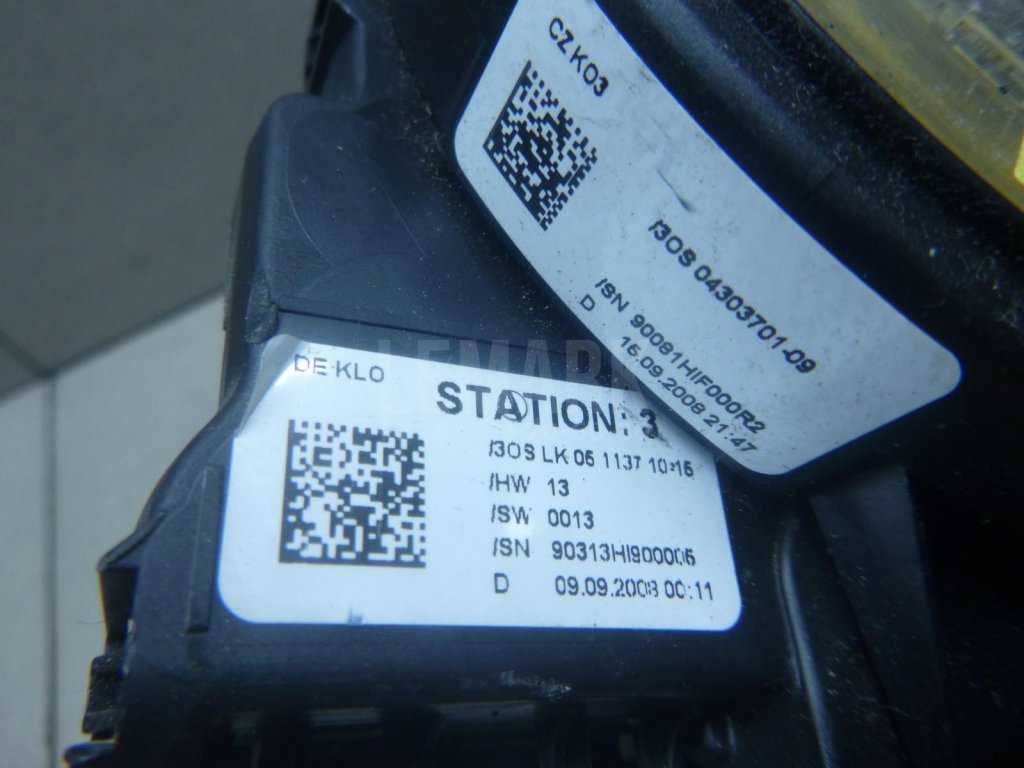 CZ K03
/3OS 04303701-09
/SN 90081HIF000R2
D 15.09.2008 21:47
DE-KLO
STATION: 3
/3OS LK 05 1137 10-15
/HW 13
/SW 0013
/SN 90313HI900006
D 09.09.2008 00:11